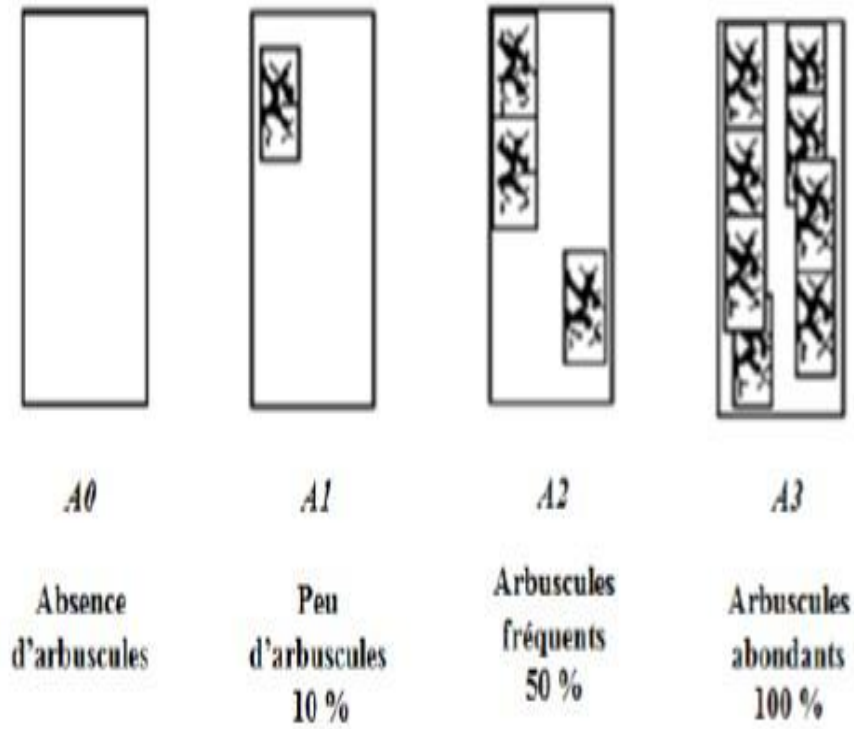 A0
Absence
d'arbuscules
A1
Peu
d'arbuscules
10 %
A2
Arbuscules
fréquents
50 %
A3
Arbuscules
abondants
100 %